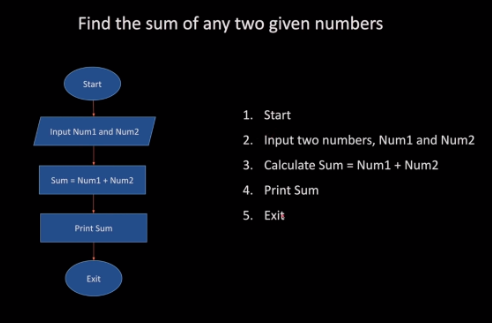 Find the sum of any two given numbers
Start
Input Num1 and Num2
Sum = Num1 + Num2
Print Sum
Exit
1. Start
2. Input two numbers, Num1 and Num2
3. Calculate Sum = Num1 + Num2
4. Print Sum
5. Exit